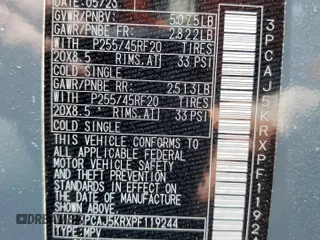 DATE: 05/23
GVWR/PNBV: 5075LB
GAWR/PNBE FR: 2822LB
WITH P255/45RF20 TIRES
20X8.5 RIMS.AT 33 PSI
COLD SINGLE
GAWR/PNBE RR: 2513LB
WITH P255/45RF20 TIRES
20X8.5 RIMS.AT 33 PSI
COLD SINGLE
THIS VEHICLE CONFORMS
TO ALL APPLICABLE FEDERAL
MOTOR VEHICLE SAFETY
AND THEFT PREVENTION
STANDARDS IN EFFECT ON
THE DATE OF MANUFACTURE
SHOWN ABOVE
3PCAJ5KRXPF119244
TYPE: MPV
3PCAJ5KRXPF1192